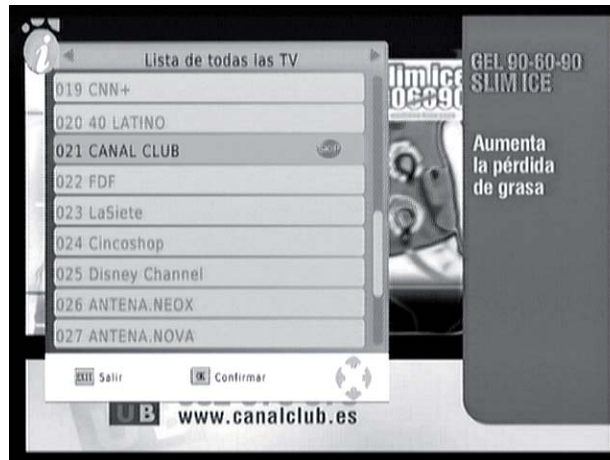 Lista de todas las TV
019 CNN+
020 40 LATINO
021 CANAL CLUB
022 FDF
023 LaSiete
024 Cincoshop
025 Disney Channel
026 ANTENA.NEOX
027 ANTENA.NOVA
EXIT Salir
OK Confirmar
GEL 90-60-90
SLIM ICE
Aumenta
la pérdida
de grasa
UB
www.canalclub.es